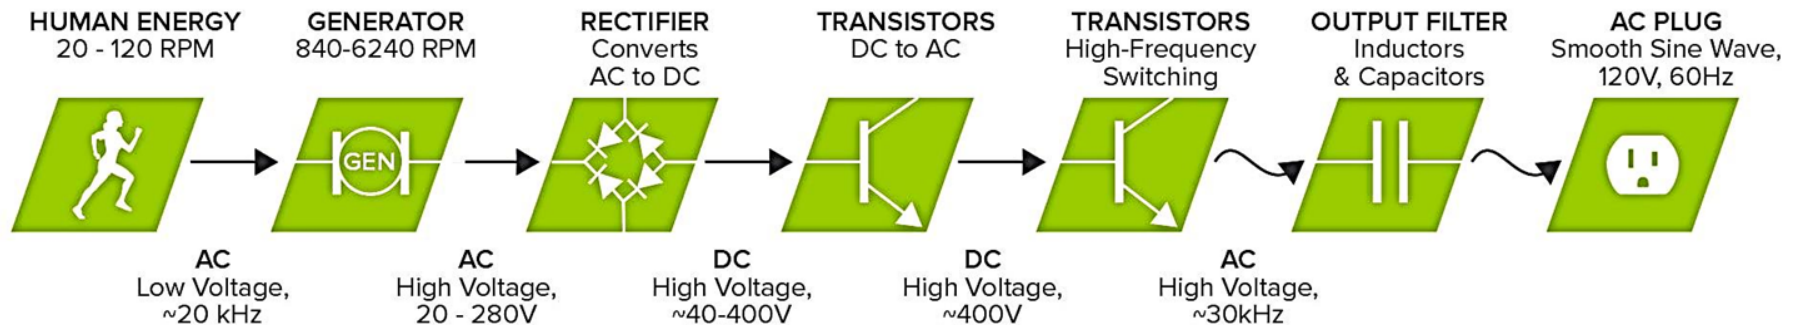 HUMAN ENERGY
20 - 120 RPM
GENERATOR
840-6240 RPM
RECTIFIER
Converts
AC to DC
TRANSISTORS
DC to AC
TRANSISTORS
High-Frequency
Switching
OUTPUT FILTER
Inductors
& Capacitors
AC PLUG
Smooth Sine Wave,
120V, 60Hz
GEN
AC
Low Voltage,
~20 kHz
AC
High Voltage,
20 - 280V
DC
High Voltage,
~40-400V
DC
High Voltage,
~400V
AC
High Voltage,
~30kHz